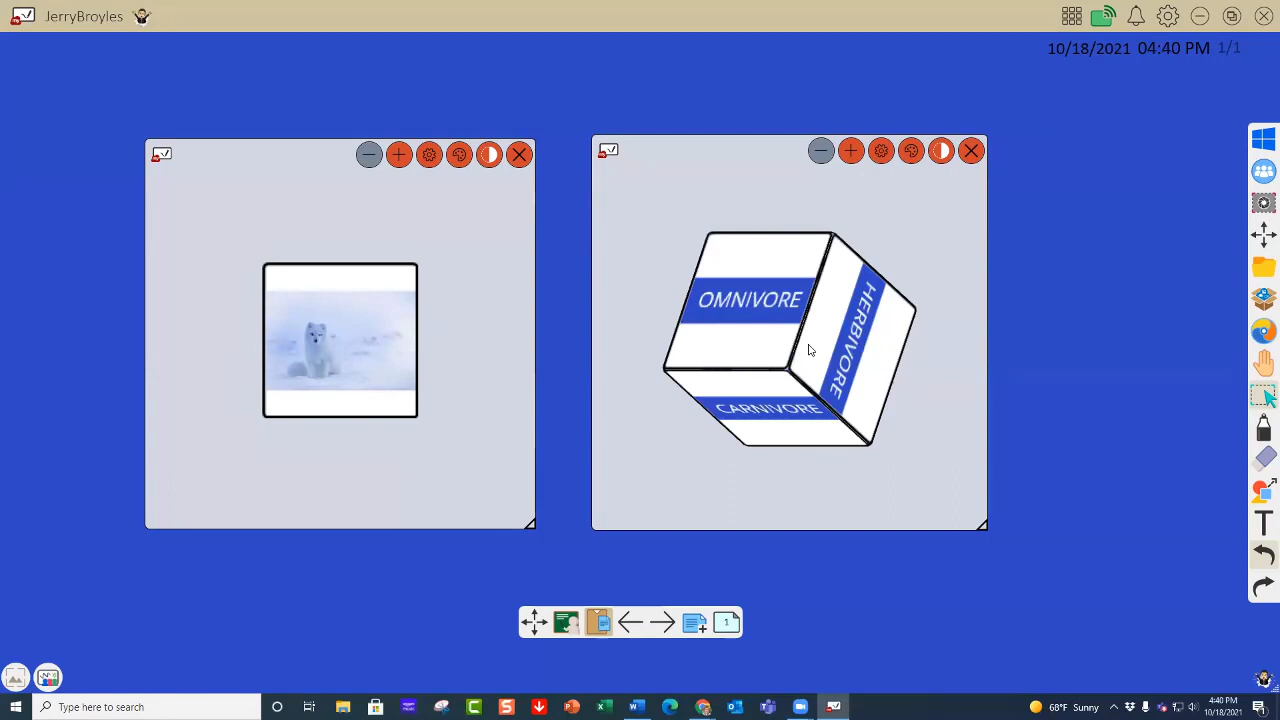 JerryBroyles
10/18/2021 04:40 PM 1/1
OMNIVORE
HERBIVORE
CARNIVORE
T
1
Type here to search
68°F Sunny
4:40 PM
10/18/2021